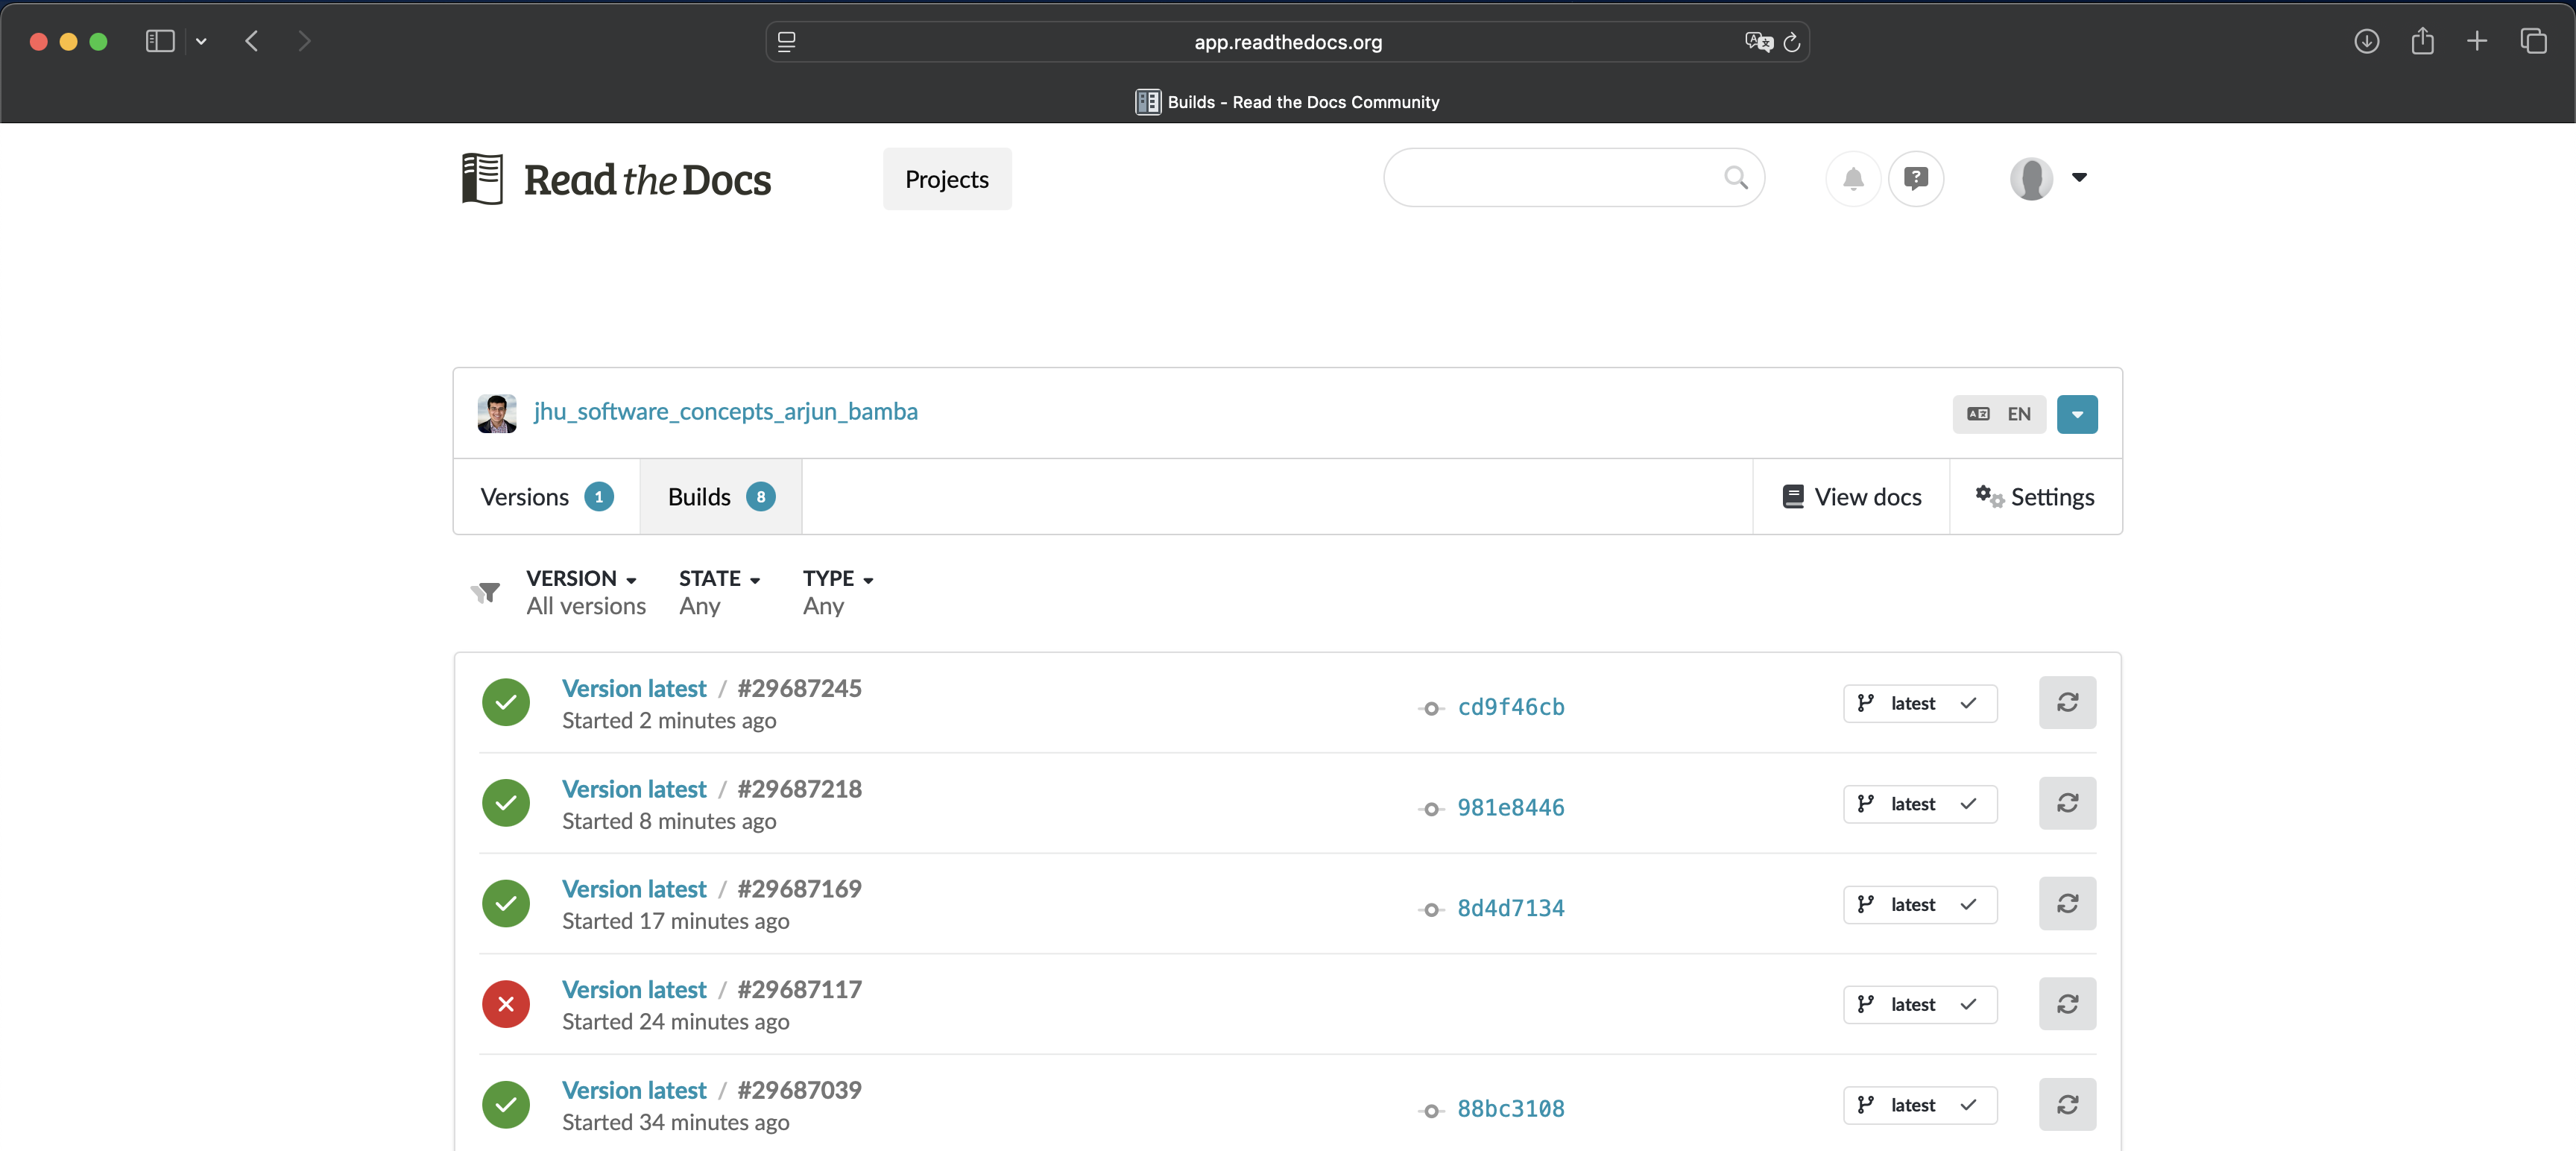 app.readthedocs.org
Builds - Read the Docs Community
Read the Docs
Projects
jhu_software_concepts_arjun_bamba
EN
Versions 1
Builds 8
View docs
Settings
VERSION STATE TYPE
All versions Any Any
Version latest / #29687245
Started 2 minutes ago
cd9f46cb
latest
Version latest / #29687218
Started 8 minutes ago
981e8446
latest
Version latest / #29687169
Started 17 minutes ago
8d4d7134
latest
Version latest / #29687117
Started 24 minutes ago
latest
Version latest / #29687039
Started 34 minutes ago
88bc3108
latest